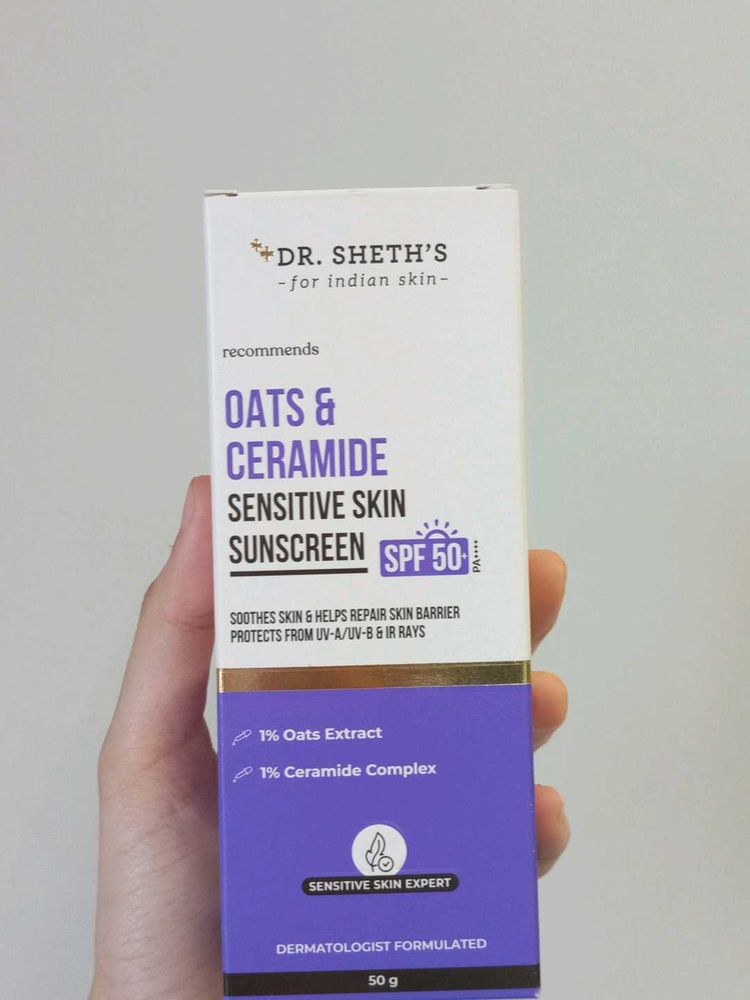 DR. SHETH'S
-for indian skin-
recommends
OATS &
CERAMIDE
SENSITIVE SKIN
SUNSCREEN
SPF 50+
PA++++
SOOTHES SKIN & HELPS REPAIR SKIN BARRIER
PROTECTS FROM UV-A/UV-B & IR RAYS
1% Oats Extract
1% Ceramide Complex
SENSITIVE SKIN EXPERT
DERMATOLOGIST FORMULATED
50 g